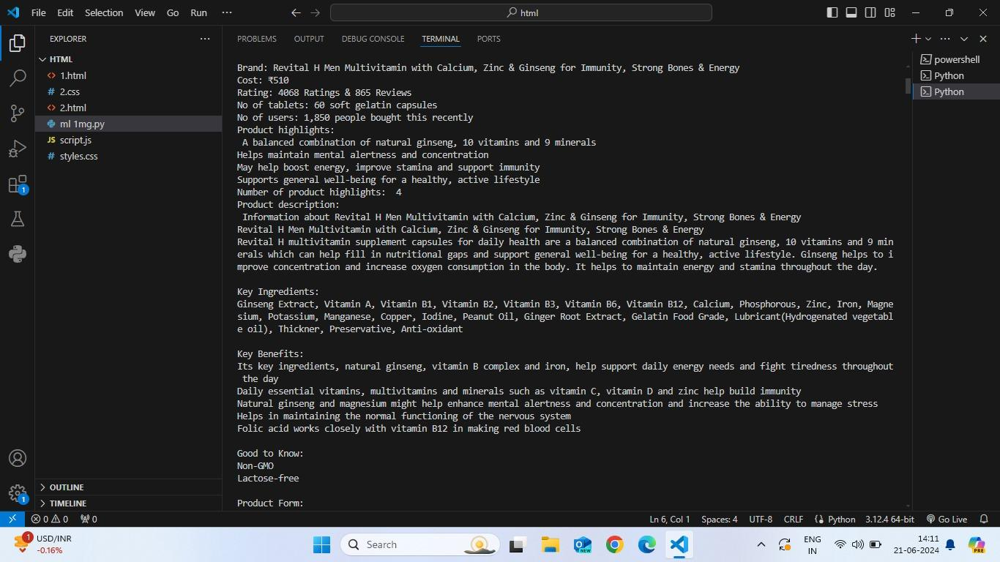 File Edit Selection View Go Run ··· html
EXPLORER ···
HTML
1.html
# 2.css
2.html
ml 1mg.py
JS script.js
# styles.css
OUTLINE
TIMELINE
1
1
PROBLEMS OUTPUT DEBUG CONSOLE TERMINAL PORTS
Brand: Revital H Men Multivitamin with Calcium, Zinc & Ginseng for Immunity, Strong Bones & Energy
Cost: ₹510
Rating: 4068 Ratings & 865 Reviews
No of tablets: 60 soft gelatin capsules
No of users: 1,850 people bought this recently
Product highlights:
A balanced combination of natural ginseng, 10 vitamins and 9 minerals
Helps maintain mental alertness and concentration
May help boost energy, improve stamina and support immunity
Supports general well-being for a healthy, active lifestyle
Number of product highlights:  4
Product description:
Information about Revital H Men Multivitamin with Calcium, Zinc & Ginseng for Immunity, Strong Bones & Energy
Revital H Men Multivitamin with Calcium, Zinc & Ginseng for Immunity, Strong Bones & Energy
Revital H multivitamin supplement capsules for daily health are a balanced combination of natural ginseng, 10 vitamins and 9 min
erals which can help fill in nutritional gaps and support general well-being for a healthy, active lifestyle. Ginseng helps to i
mprove concentration and increase oxygen consumption in the body. It helps to maintain energy and stamina throughout the day.
Key Ingredients:
Ginseng Extract, Vitamin A, Vitamin B1, Vitamin B2, Vitamin B3, Vitamin B6, Vitamin B12, Calcium, Phosphorous, Zinc, Iron, Magne
sium, Potassium, Manganese, Copper, Iodine, Peanut Oil, Ginger Root Extract, Gelatin Food Grade, Lubricant(Hydrogenated vegetabl
e oil), Thickner, Preservative, Anti-oxidant
Key Benefits:
Its key ingredients, natural ginseng, vitamin B complex and iron, help support daily energy needs and fight tiredness throughout
the day
Daily essential vitamins, multivitamins and minerals such as vitamin C, vitamin D and zinc help build immunity
Natural ginseng and magnesium might help enhance mental alertness and concentration and increase the ability to manage stress
Helps in maintaining the normal functioning of the nervous system
Folic acid works closely with vitamin B12 in making red blood cells
Good to Know:
Non-GMO
Lactose-free
Product Form:
powershell
Python
Python
0 0 0 Ln 6, Col 1 Spaces: 4 UTF-8 CRLF Python 3.12.4 64-bit Go Live
1 USD/INR
-0.16%
Search
NEW
ENG
IN
14:11
21-06-2024
PRE